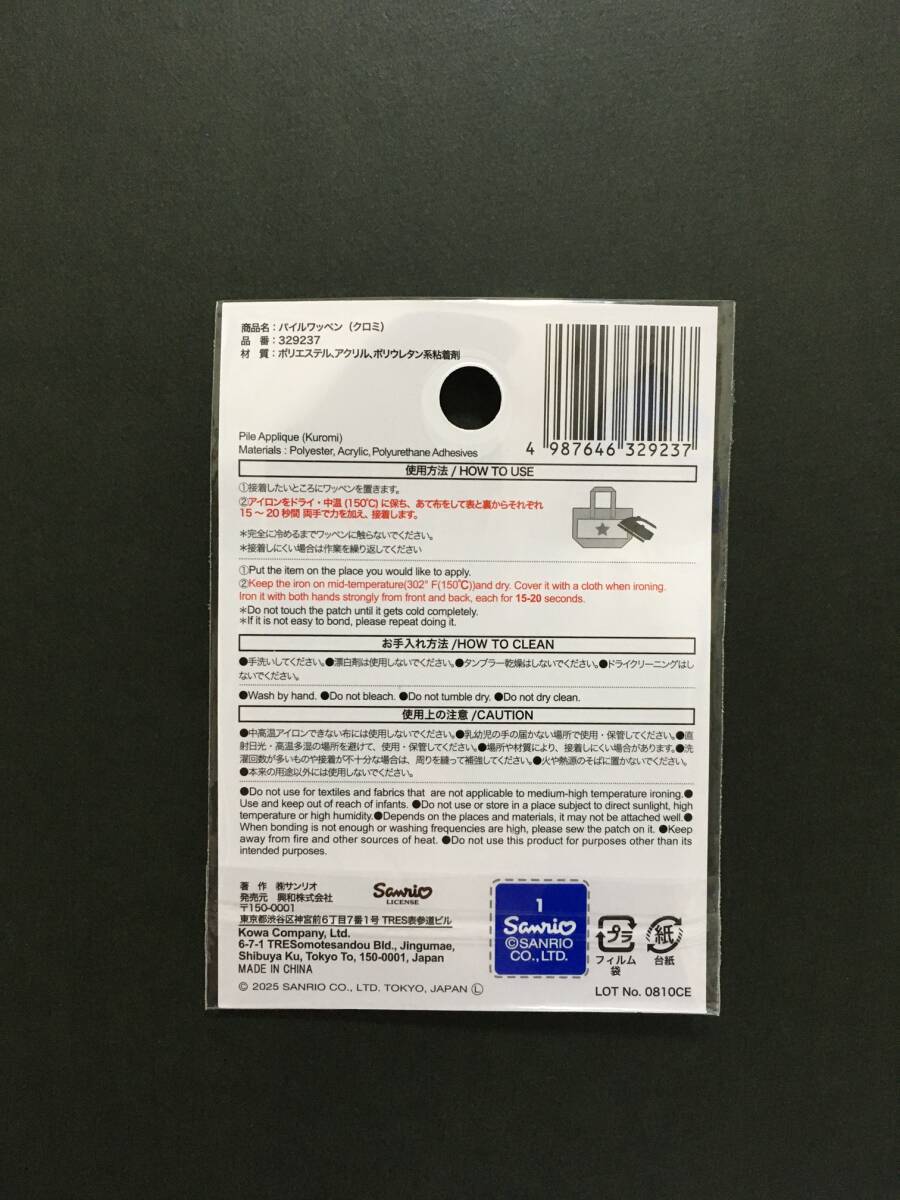 商品名：パイルワッペン（クロミ）
品　番：329237
材　質：ポリエステル、アクリル、ポリウレタン系粘着剤
4 987646 329237
Pile Applique (Kuromi)
Materials : Polyester, Acrylic, Polyurethane Adhesives
使用方法 / HOW TO USE
①接着したいところにワッペンを置きます。
②アイロンをドライ・中温 (150℃) に保ち、あて布をして表と裏からそれぞれ
15～20秒間 両手で力を加え、接着します。
＊完全に冷めるまでワッペンに触らないでください。
＊接着しにくい場合は作業を繰り返してください
①Put the item on the place you would like to apply.
②Keep the iron on mid-temperature(302° F(150℃))and dry. Cover it with a cloth when ironing.
Iron it with both hands strongly from front and back, each for 15-20 seconds.
＊Do not touch the patch until it gets cold completely.
＊If it is not easy to bond, please repeat doing it.
お手入れ方法 /HOW TO CLEAN
●手洗いしてください。●漂白剤は使用しないでください。●タンブラー乾燥はしないでください。●ドライクリーニングはし
ないでください。
●Wash by hand. ●Do not bleach. ●Do not tumble dry. ●Do not dry clean.
使用上の注意 /CAUTION
●中高温アイロンできない布には使用しないでください。●乳幼児の手の届かない場所で使用・保管してください。●直
射日光・高温多湿の場所を避けて、使用・保管してください。●場所や材質により、接着しにくい場合があります。●洗
濯回数が多いものや接着が不十分な場合は、周りを縫って補強してください。●火や熱源のそばに置かないでください。
●本来の用途以外には使用しないでください。
●Do not use for textiles and fabrics that are not applicable to medium-high temperature ironing.●
Use and keep out of reach of infants. ●Do not use or store in a place subject to direct sunlight, high
temperature or high humidity.●Depends on the places and materials, it may not be attached well.●
When bonding is not enough or washing frequencies are high, please sew the patch on it. ●Keep
away from fire and other sources of heat. ●Do not use this product for purposes other than its
intended purposes.
著　作　㈱サンリオ
発売元　興和株式会社
〒150-0001
東京都渋谷区神宮前6丁目7番1号 TRES表参道ビル
Kowa Company, Ltd.
6-7-1 TRESomotesandou Bld., Jingumae,
Shibuya Ku, Tokyo To, 150-0001, Japan
MADE IN CHINA
© 2025 SANRIO CO., LTD. TOKYO, JAPAN Ⓛ
Sanrio
LICENSE
1
Sanrio
©SANRIO
CO., LTD.
プラ
フィルム
袋
紙
台紙
LOT No. 0810CE